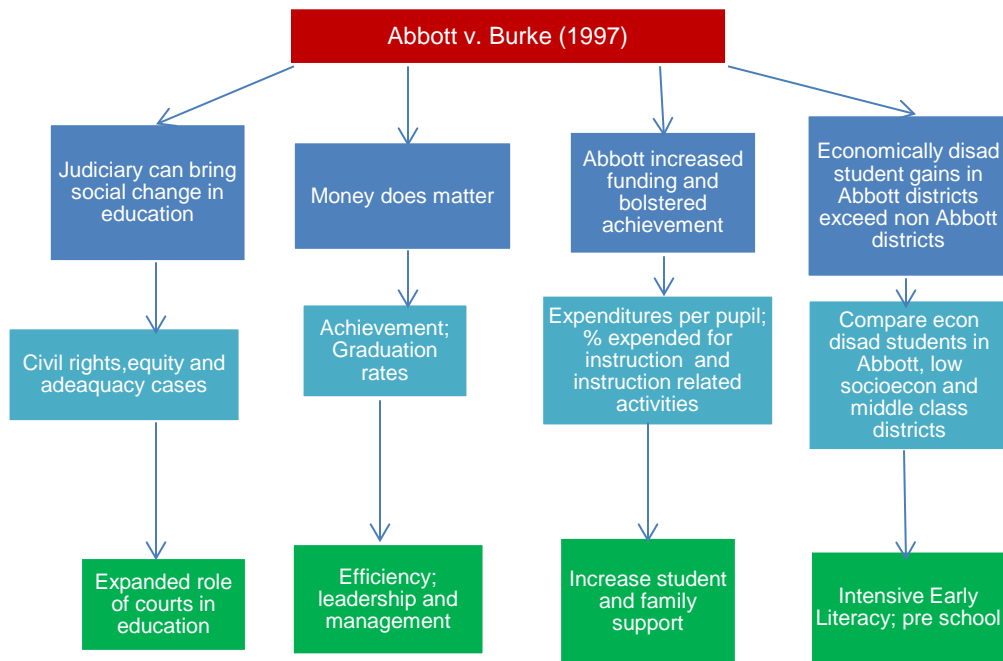 Abbott v. Burke (1997)
Judiciary can bring
social change in
education
Money does matter
Abbott increased
funding and
bolstered
achievement
Economically disad
student gains in
Abbott districts
exceed non Abbott
districts
Civil rights,equity and
adeaquacy cases
Achievement;
Graduation
rates
Expenditures per pupil;
% expended for
instruction and
instruction related
activities
Compare econ
disad students in
Abbott, low
socioecon and
middle class
districts
Expanded role
of courts in
education
Efficiency;
leadership and
management
Increase student
and family
support
Intensive Early
Literacy; pre school